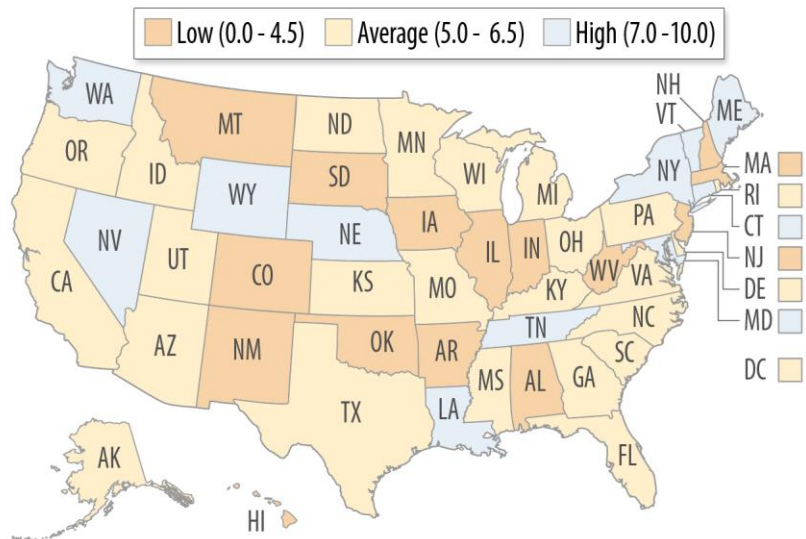 Low (0.0 - 4.5) Average (5.0 - 6.5) High (7.0 -10.0)
NH
WA VT ME
MT ND MN
OR MA
ID SD WI NY RI
WY MI
CT
IA PA
NE NJ
NV IL IN OH
UT DE
CA CO WV VA
KS MO KY MD
NC
TN
AZ NM OK AR SC DC
MS AL GA
LA
TX
AK FL
HI